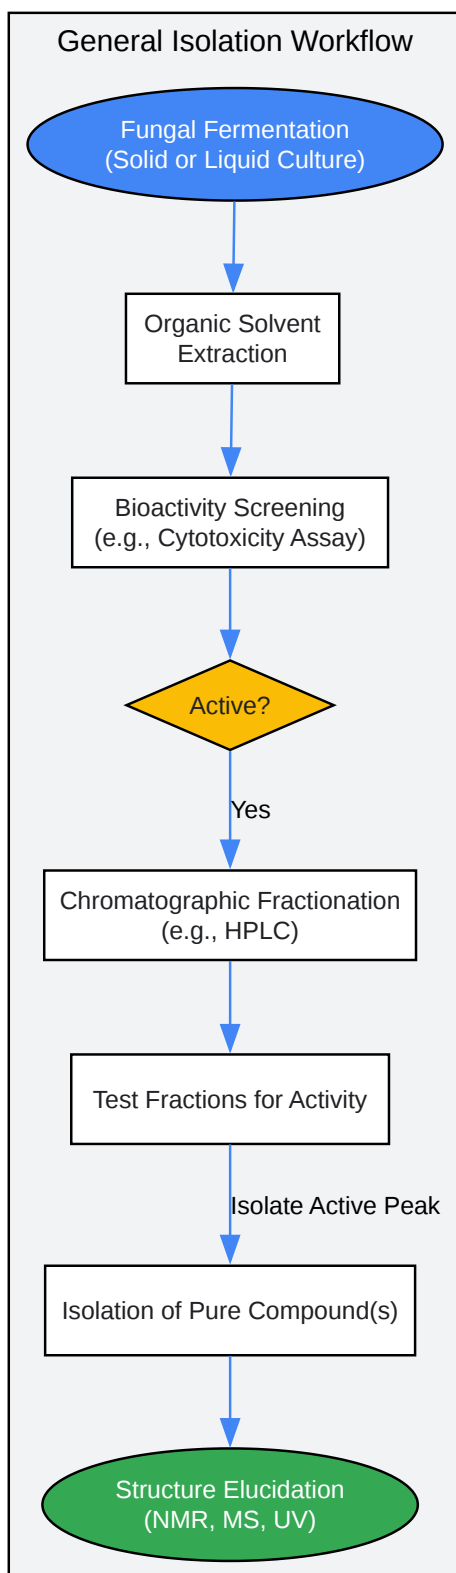 General Isolation Workflow
Fungal Fermentation
(Solid or Liquid Culture)
Organic Solvent
Extraction
Bioactivity Screening
(e.g., Cytotoxicity Assay)
Active?
Yes
Chromatographic Fractionation
(e.g., HPLC)
Test Fractions for Activity
Isolate Active Peak
Isolation of Pure Compound(s)
Structure Elucidation
(NMR, MS, UV)